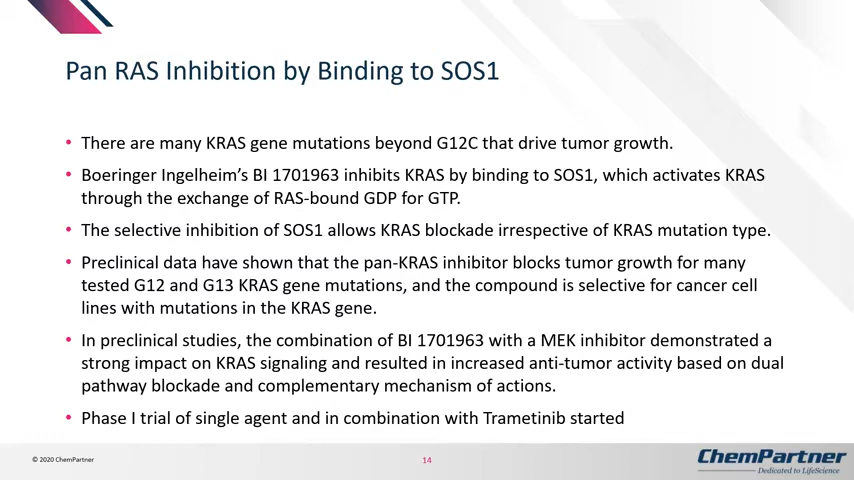 Pan RAS Inhibition by Binding to SOS1
• There are many KRAS gene mutations beyond G12C that drive tumor growth.
• Boeringer Ingelheim's BI 1701963 inhibits KRAS by binding to SOS1, which activates KRAS
through the exchange of RAS-bound GDP for GTP.
• The selective inhibition of SOS1 allows KRAS blockade irrespective of KRAS mutation type.
• Preclinical data have shown that the pan-KRAS inhibitor blocks tumor growth for many
tested G12 and G13 KRAS gene mutations, and the compound is selective for cancer cell
lines with mutations in the KRAS gene.
• In preclinical studies, the combination of BI 1701963 with a MEK inhibitor demonstrated a
strong impact on KRAS signaling and resulted in increased anti-tumor activity based on dual
pathway blockade and complementary mechanism of actions.
• Phase I trial of single agent and in combination with Trametinib started
© 2020 ChemPartner
14
ChemPartner
Dedicated to LifeScience